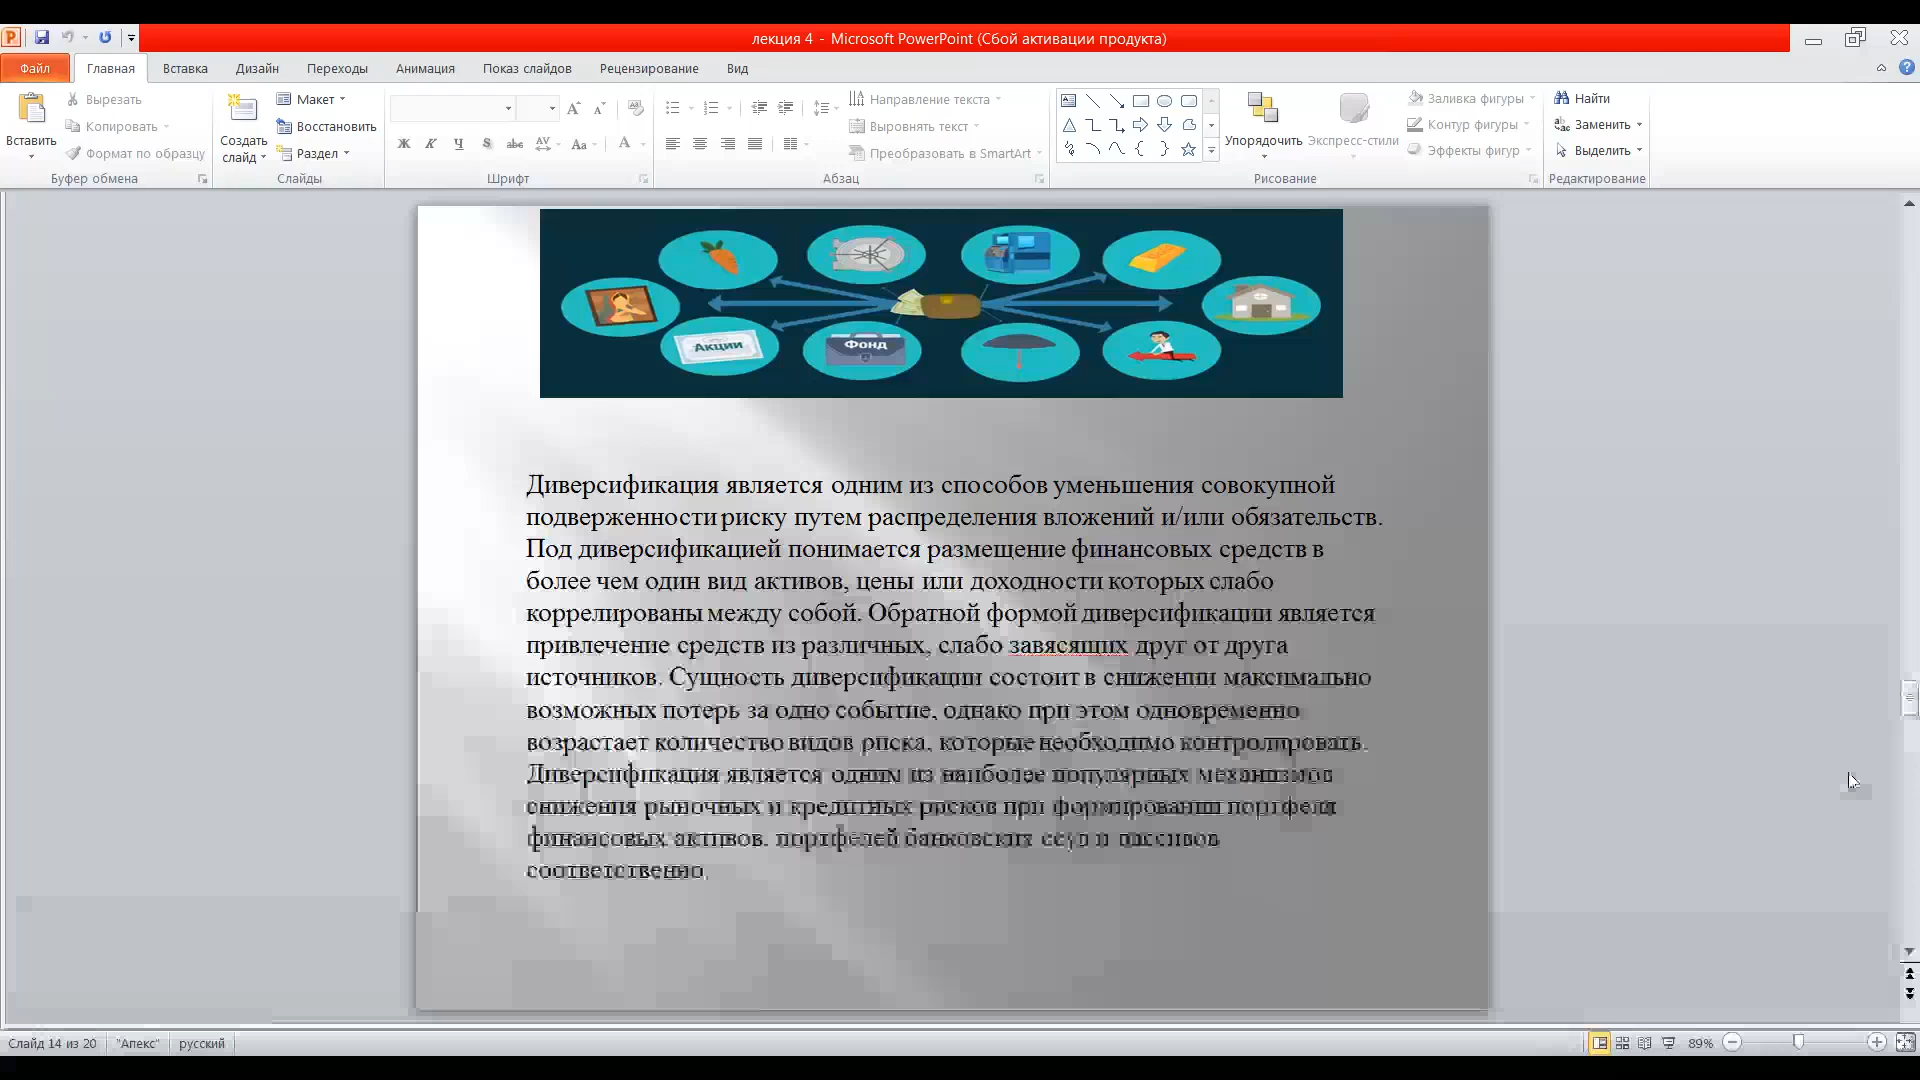 лекция 4 - Microsoft PowerPoint (Сбой активации продукта)
Файл Главная Вставка Дизайн Переходы Анимация Показ слайдов Рецензирование Вид
Вставить
Вырезать
Копировать
Формат по образцу
Буфер обмена
Создать слайд
Макет
Восстановить
Раздел
Слайды
Ж К Ч S abc AV Aa A
Шрифт
Направление текста
Выровнять текст
Преобразовать в SmartArt
Абзац
Упорядочить
Экспресс-стили
Заливка фигуры
Контур фигуры
Эффекты фигур
Рисование
Найти
Заменить
Выделить
Редактирование
Акции
Фонд
Диверсификация является одним из способов уменьшения совокупной
подверженности риску путем распределения вложений и/или обязательств.
Под диверсификацией понимается размещение финансовых средств в
более чем один вид активов, цены или доходности которых слабо
коррелированы между собой. Обратной формой диверсификации является
привлечение средств из различных, слабо завясящих друг от друга
источников. Сущность диверсификации состоит в снижении максимально
возможных потерь за одно событие, однако при этом одновременно
возрастает количество видов риска, которые необходимо контролировать.
Диверсификация является одним из наиболее популярных механизмов
снижения рыночных и кредитных рисков при формировании портфеля
финансовых активов, портфелей банковских ссуд и пассивов
соответственно.
Слайд 14 из 20 "Апекс" русский 89%